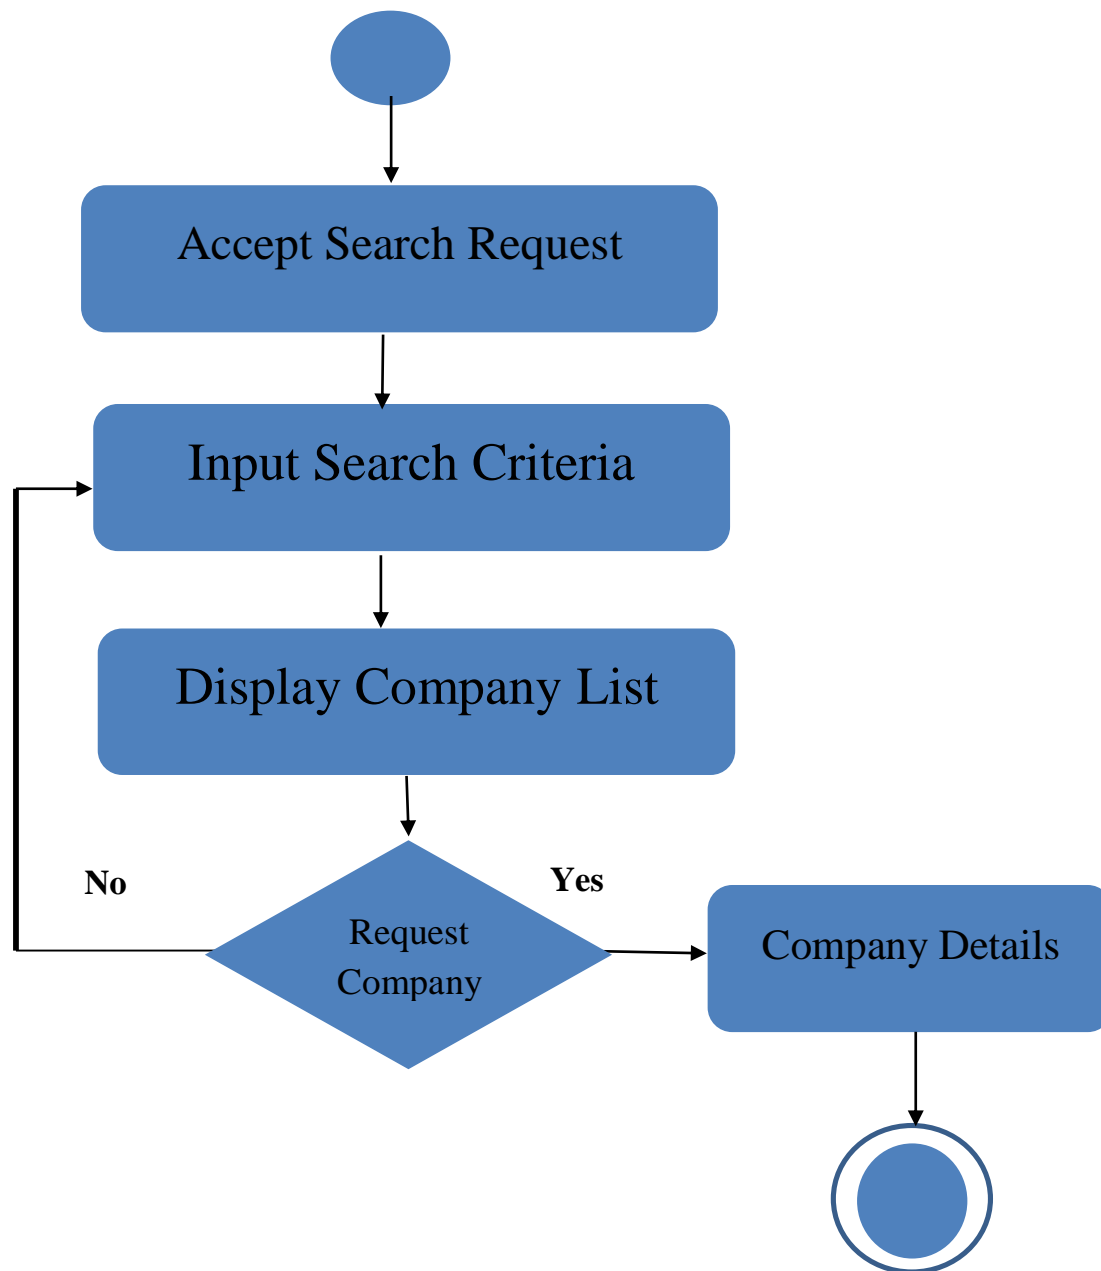 Accept Search Request
Input Search Criteria
Display Company List
No
Yes
Request
Company
Company Details